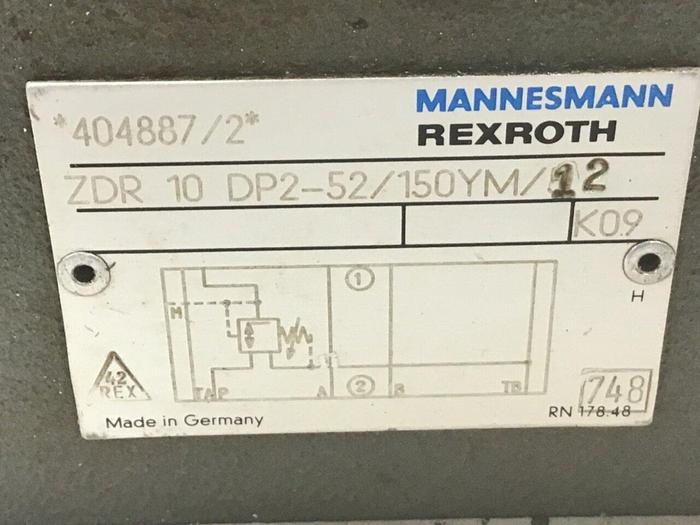 MANNESMANN
REXROTH
*404887/2*
ZDR 10 DP2-52/150YM/12
K09
1
M
H
42
REX
TA P A 2 B TB
748
Made in Germany
RN 178.48